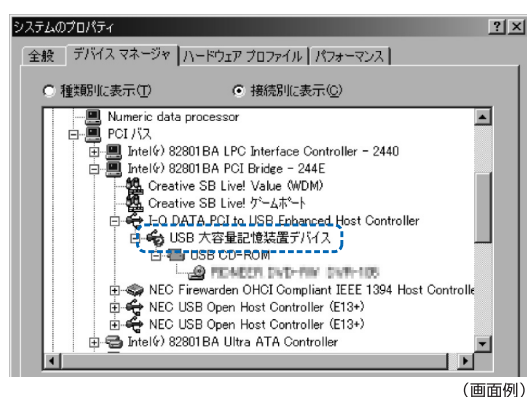 システムのプロパティ
全般 デバイス マネージャ ハードウェア プロファイル パフォーマンス
種類別に表示(T) 接続別に表示(C)
Numeric data processor
PCI バス
Intel(r) 82801BA LPC Interface Controller - 2440
Intel(r) 82801BA PCI Bridge - 244E
Creative SB Live! Value (WDM)
Creative SB Live! ゲームポート
I-O DATA PCI to USB Enhanced Host Controller
USB 大容量記憶装置デバイス
USB CD-ROM
PIONEER DVD-RW DVR-106
NEC Firewarden OHCI Compliant IEEE 1394 Host Controlle
NEC USB Open Host Controller (E13+)
NEC USB Open Host Controller (E13+)
Intel(r) 82801BA Ultra ATA Controller
(画面例)